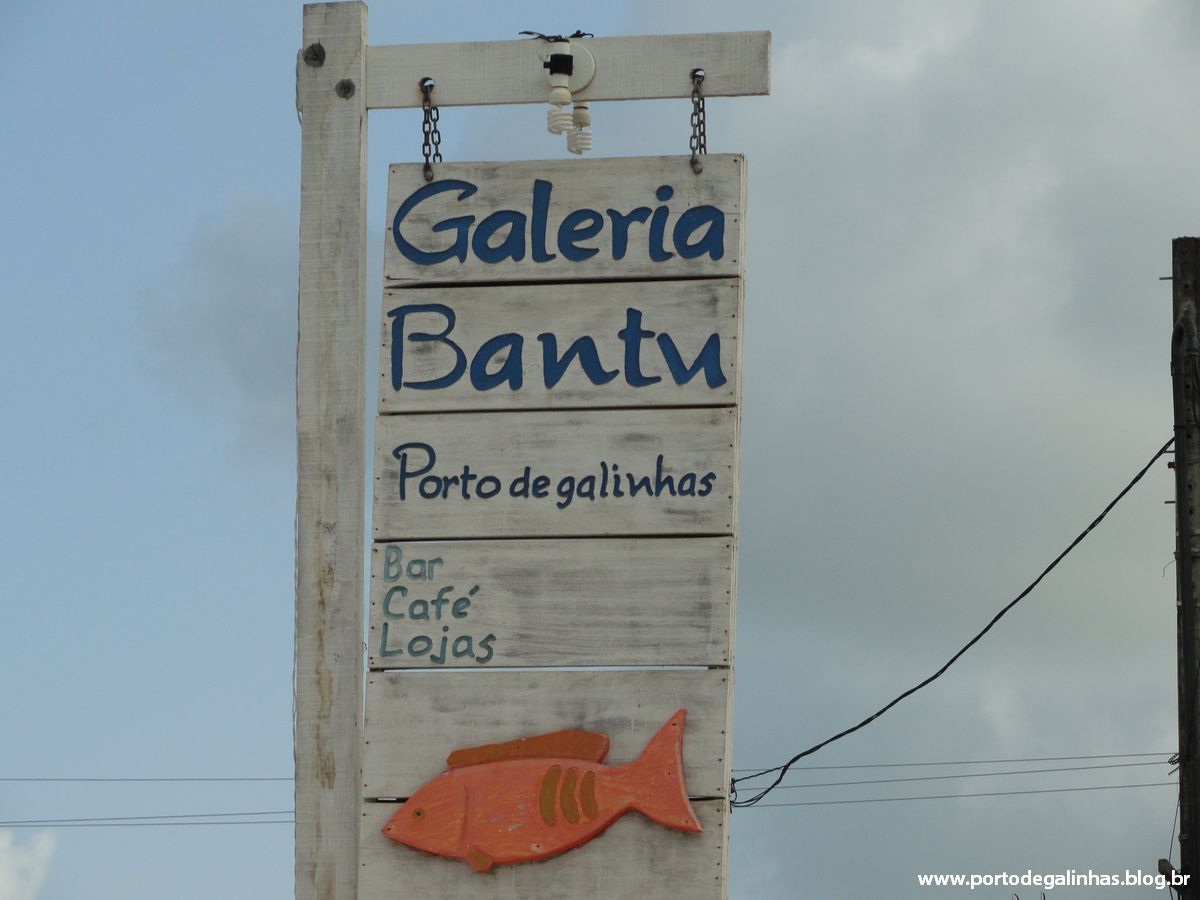 Galeria
Bantu
Porto de galinhas
Bar
Café
Lojas
www.portodegalinhas.blog.br